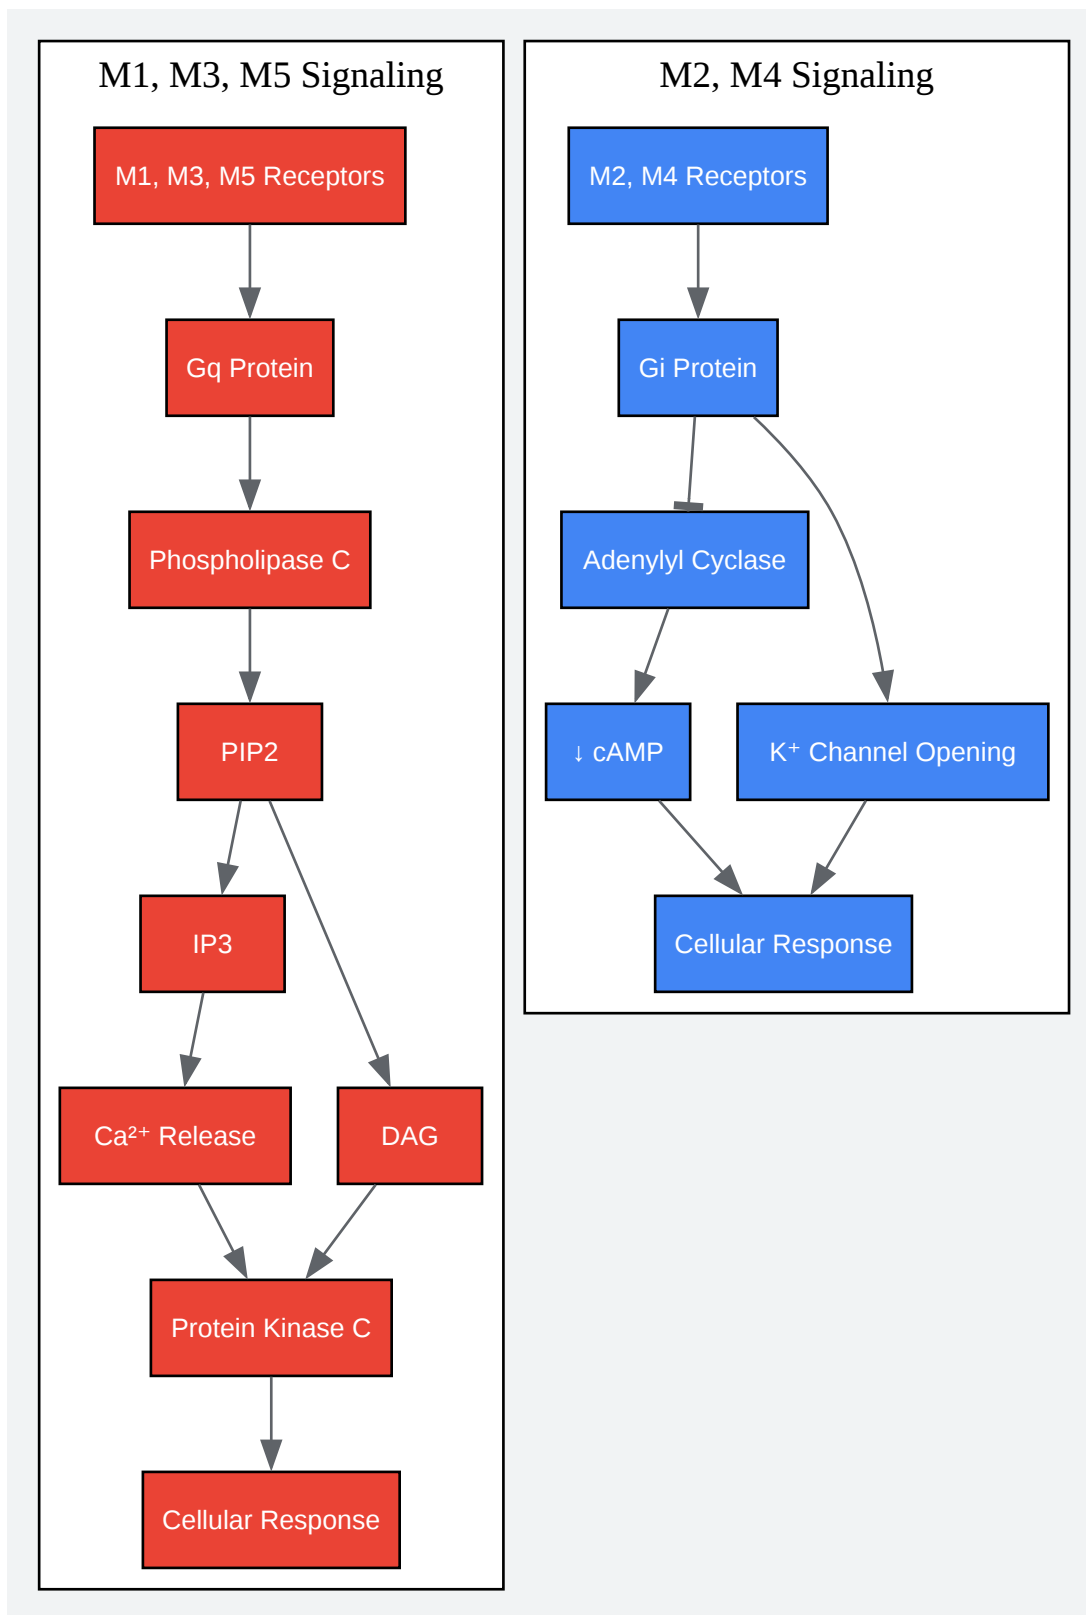 M1, M3, M5 Signaling
M1, M3, M5 Receptors
Gq Protein
Phospholipase C
PIP2
IP3
Ca²⁺ Release
DAG
Protein Kinase C
Cellular Response
M2, M4 Signaling
M2, M4 Receptors
Gi Protein
Adenylyl Cyclase
↓ cAMP
K⁺ Channel Opening
Cellular Response